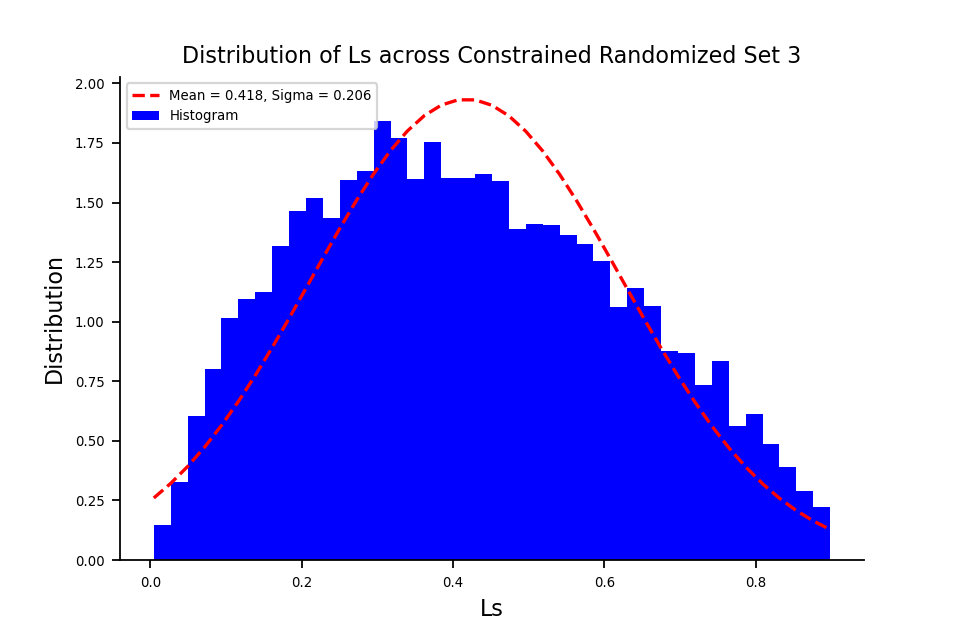 Distribution of Ls across Constrained Randomized Set 3
Mean = 0.418, Sigma = 0.206
Histogram
Distribution
2.00
1.75
1.50
1.25
1.00
0.75
0.50
0.25
0.00
0.0 0.2 0.4 0.6 0.8
Ls